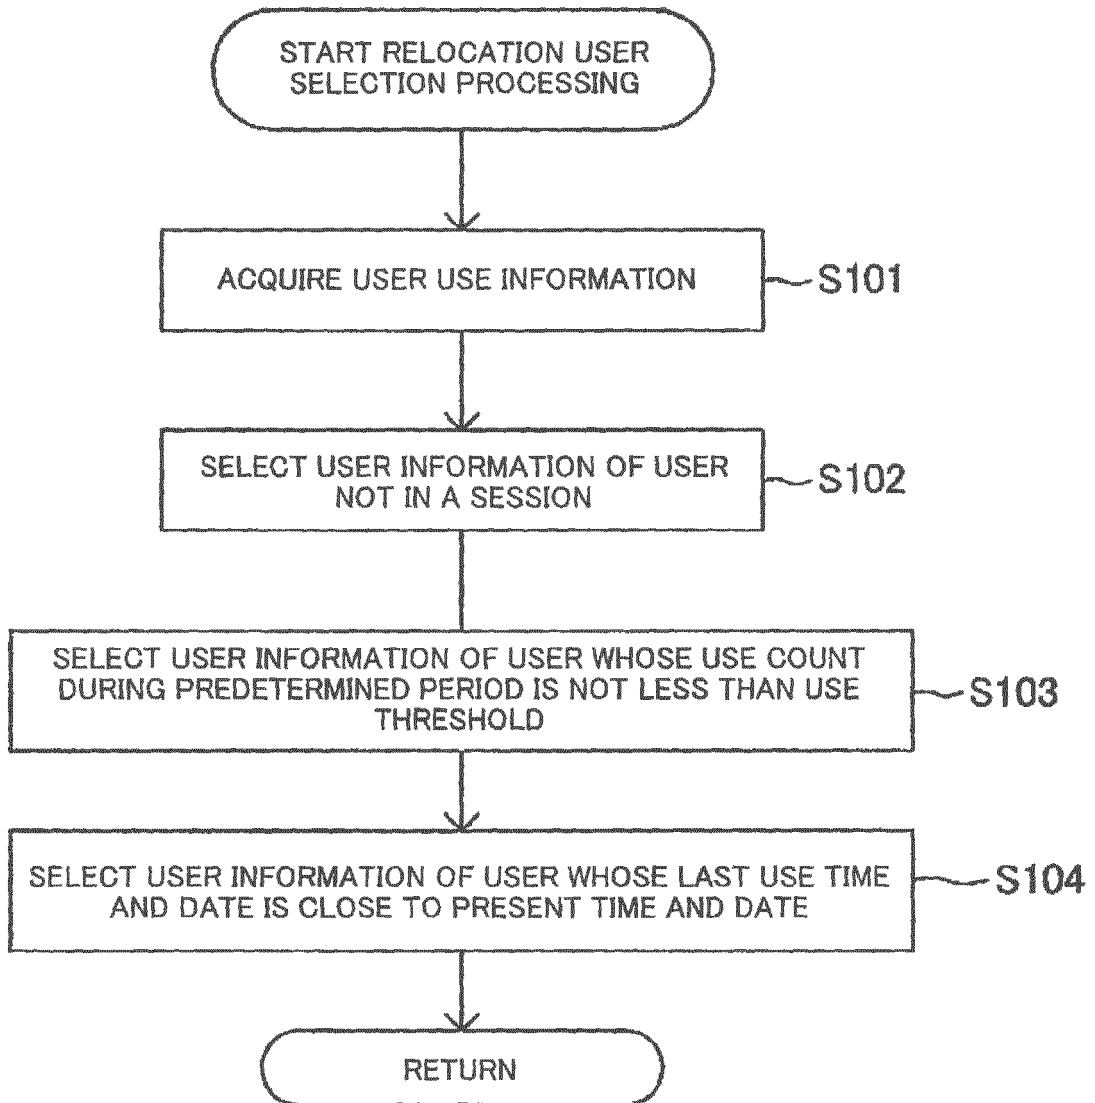 START RELOCATION USER
SELECTION PROCESSING
ACQUIRE USER USE INFORMATION
S101
SELECT USER INFORMATION OF USER
NOT IN A SESSION
S102
SELECT USER INFORMATION OF USER WHOSE USE COUNT
DURING PREDETERMINED PERIOD IS NOT LESS THAN USE
THRESHOLD
S103
SELECT USER INFORMATION OF USER WHOSE LAST USE TIME
AND DATE IS CLOSE TO PRESENT TIME AND DATE
S104
RETURN